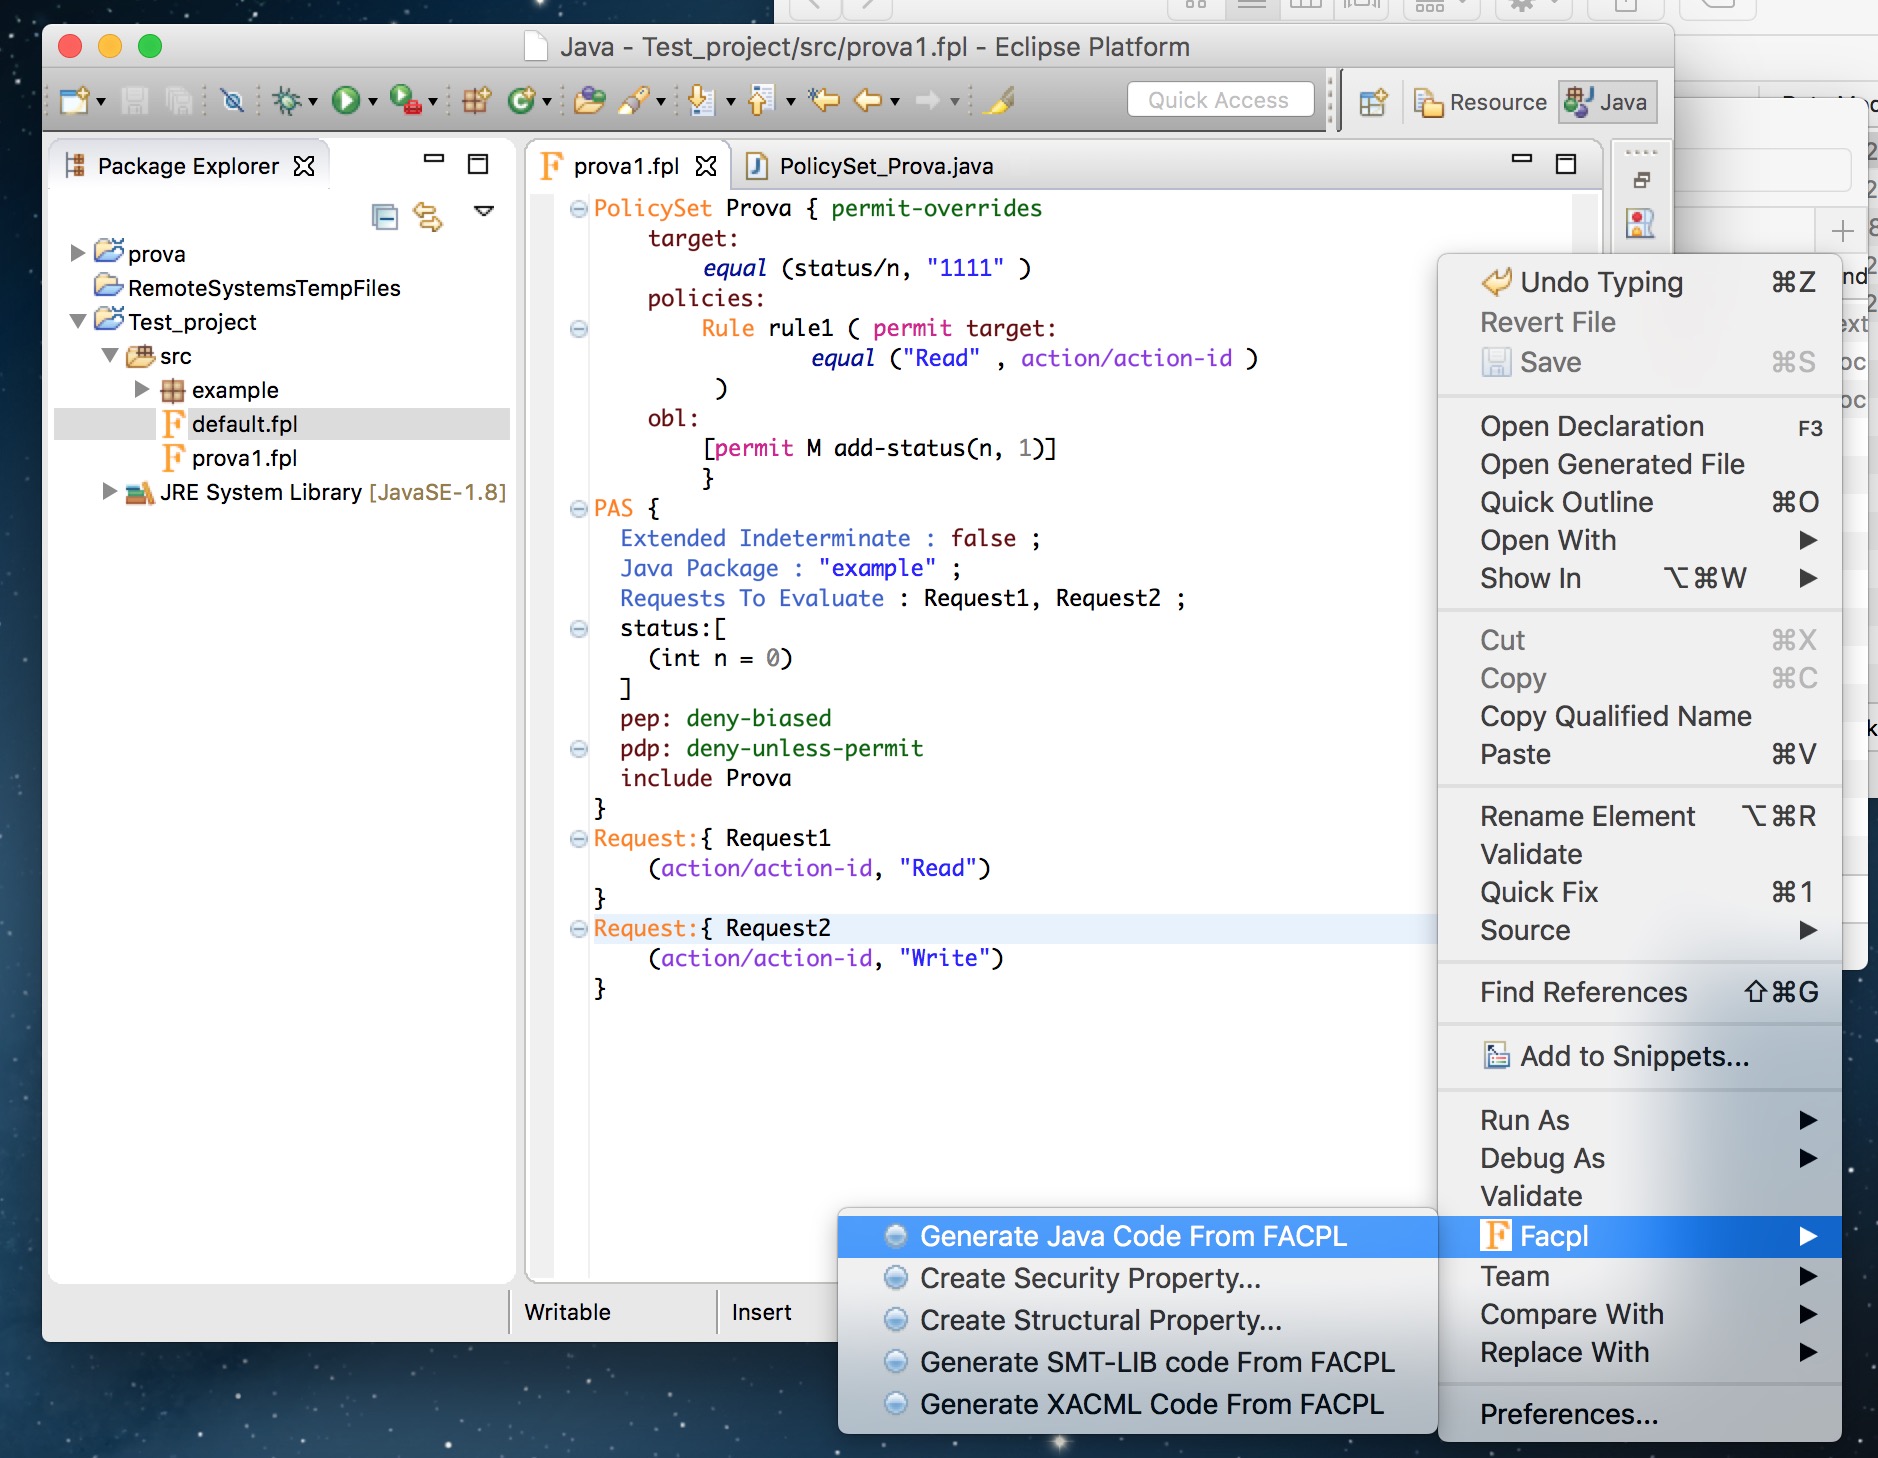 Java - Test_project/src/prova1.fpl - Eclipse Platform
Quick Access
Resource
Java
Package Explorer
prova1.fpl
PolicySet_Prova.java
prova
RemoteSystemsTempFiles
Test_project
src
example
default.fpl
prova1.fpl
JRE System Library [JavaSE-1.8]
PolicySet Prova { permit-overrides
target:
equal (status/n, "1111" )
policies:
Rule rule1 ( permit target:
equal ("Read" , action/action-id )
)
obl:
[permit M add-status(n, 1)]
}
PAS {
Extended Indeterminate : false ;
Java Package : "example" ;
Requests To Evaluate : Request1, Request2 ;
status:[
(int n = 0)
]
pep: deny-biased
pdp: deny-unless-permit
include Prova
}
Request:{ Request1
(action/action-id, "Read")
}
Request:{ Request2
(action/action-id, "Write")
}
Writable
Insert
Undo Typing ⌘Z
Revert File
Save ⌘S
Open Declaration F3
Open Generated File
Quick Outline ⌘O
Open With
Show In ⌥⌘W
Cut ⌘X
Copy ⌘C
Copy Qualified Name
Paste ⌘V
Rename Element ⌥⌘R
Validate
Quick Fix ⌘1
Source
Find References ⇧⌘G
Add to Snippets...
Run As
Debug As
Validate
Facpl
Team
Compare With
Replace With
Preferences...
Generate Java Code From FACPL
Create Security Property...
Create Structural Property...
Generate SMT-LIB code From FACPL
Generate XACML Code From FACPL